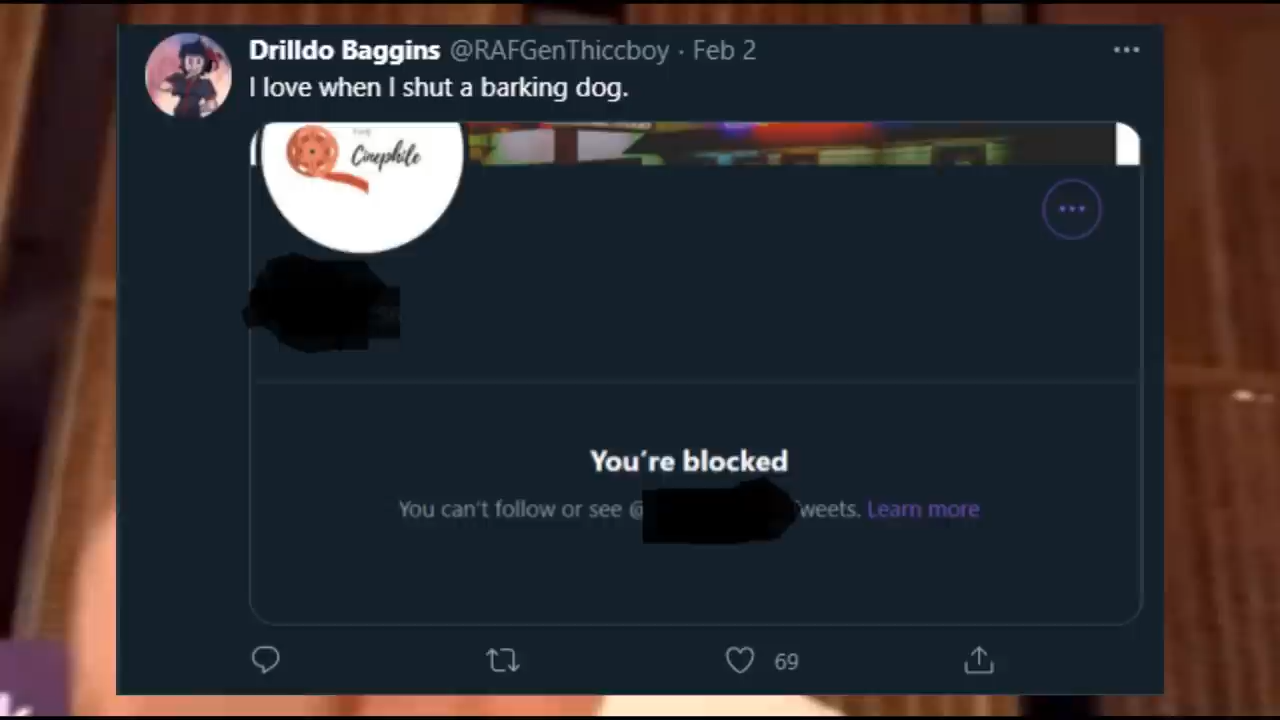 Drilldo Baggins @RAFGenThiccboy · Feb 2
I love when I shut a barking dog.
Cinephile
You're blocked
You can't follow or see @ weets. Learn more
69